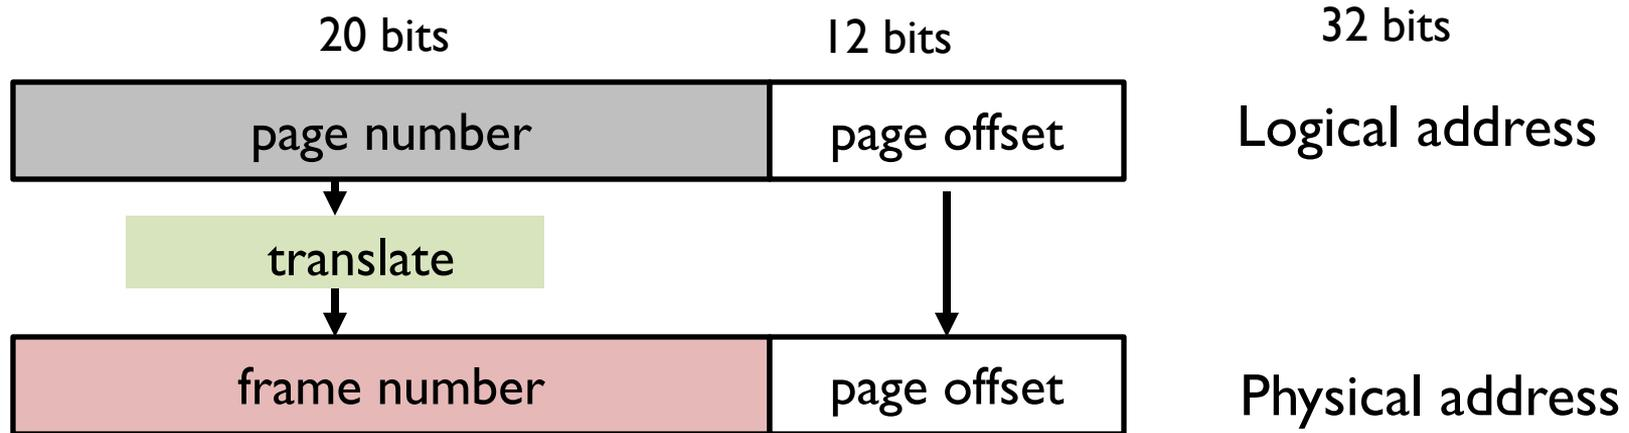 20 bits 12 bits 32 bits
page number page offset Logical address
translate
frame number page offset Physical address